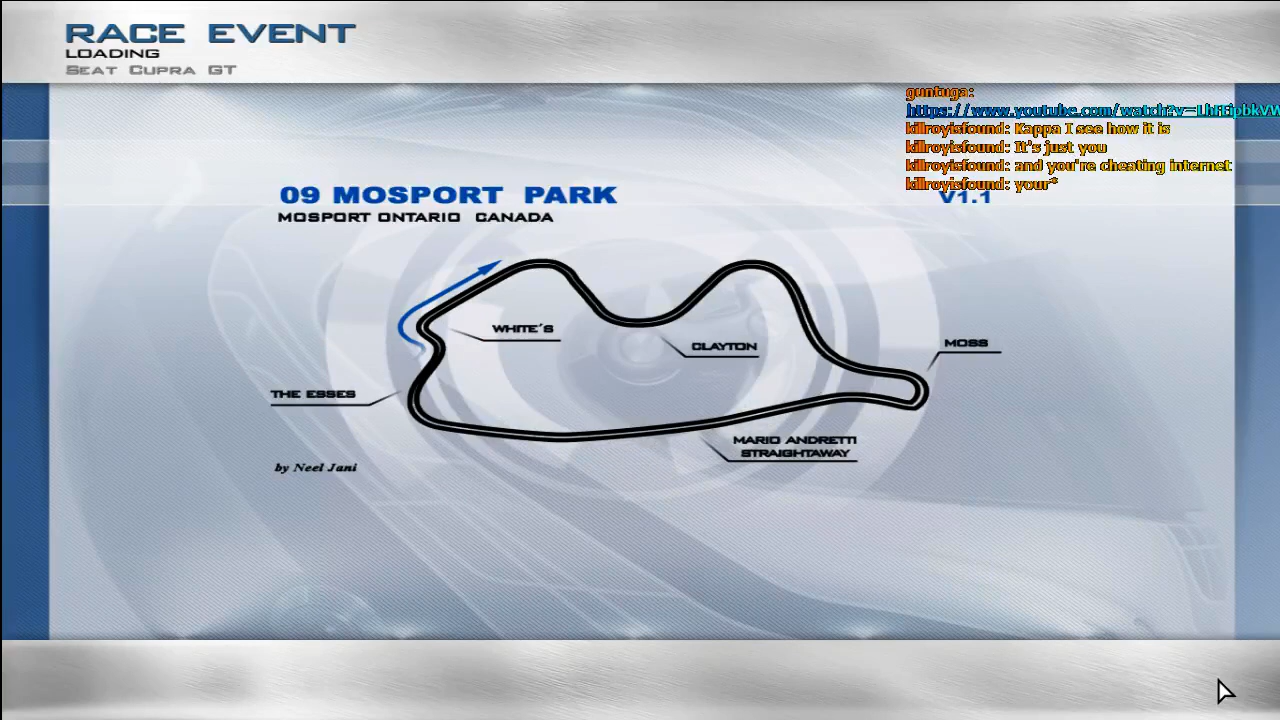 RACE EVENT
LOADING
SEAT CUPRA GT
guntuga:
killroyisfound: Kappa I see how it is
killroyisfound: It's just you
killroyisfound: and you're cheating internet
killroyisfound: your*
09 MOSPORT PARK
V1.1
MOSPORT ONTARIO CANADA
WHITE´S
CLAYTON
MOSS
THE ESSES
MARIO ANDRETTI
STRAIGHTAWAY
by Neel Jani